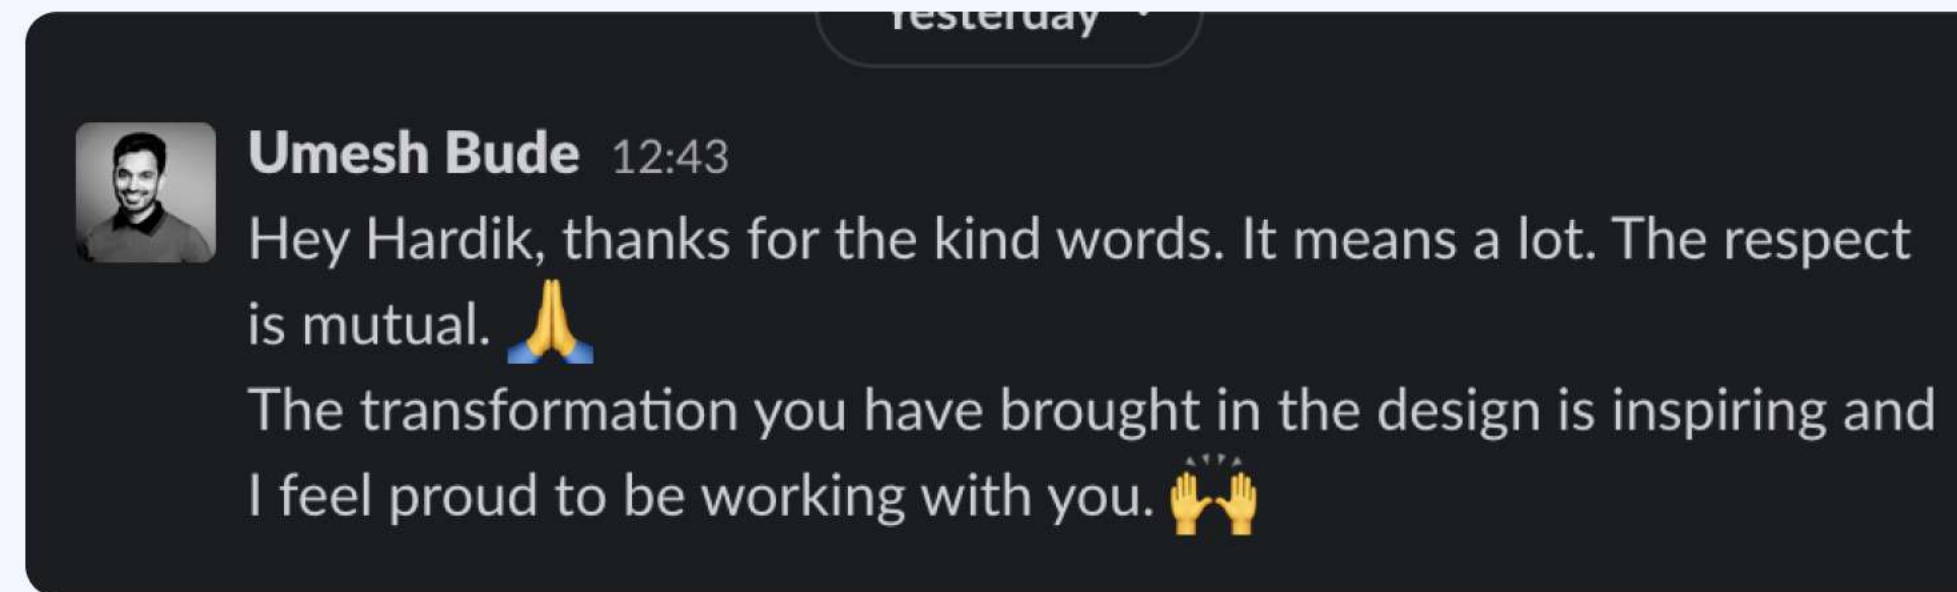 Yesterday
Umesh Bude 12:43
Hey Hardik, thanks for the kind words. It means a lot. The respect
is mutual. 🙏
The transformation you have brought in the design is inspiring and
I feel proud to be working with you. 🙌